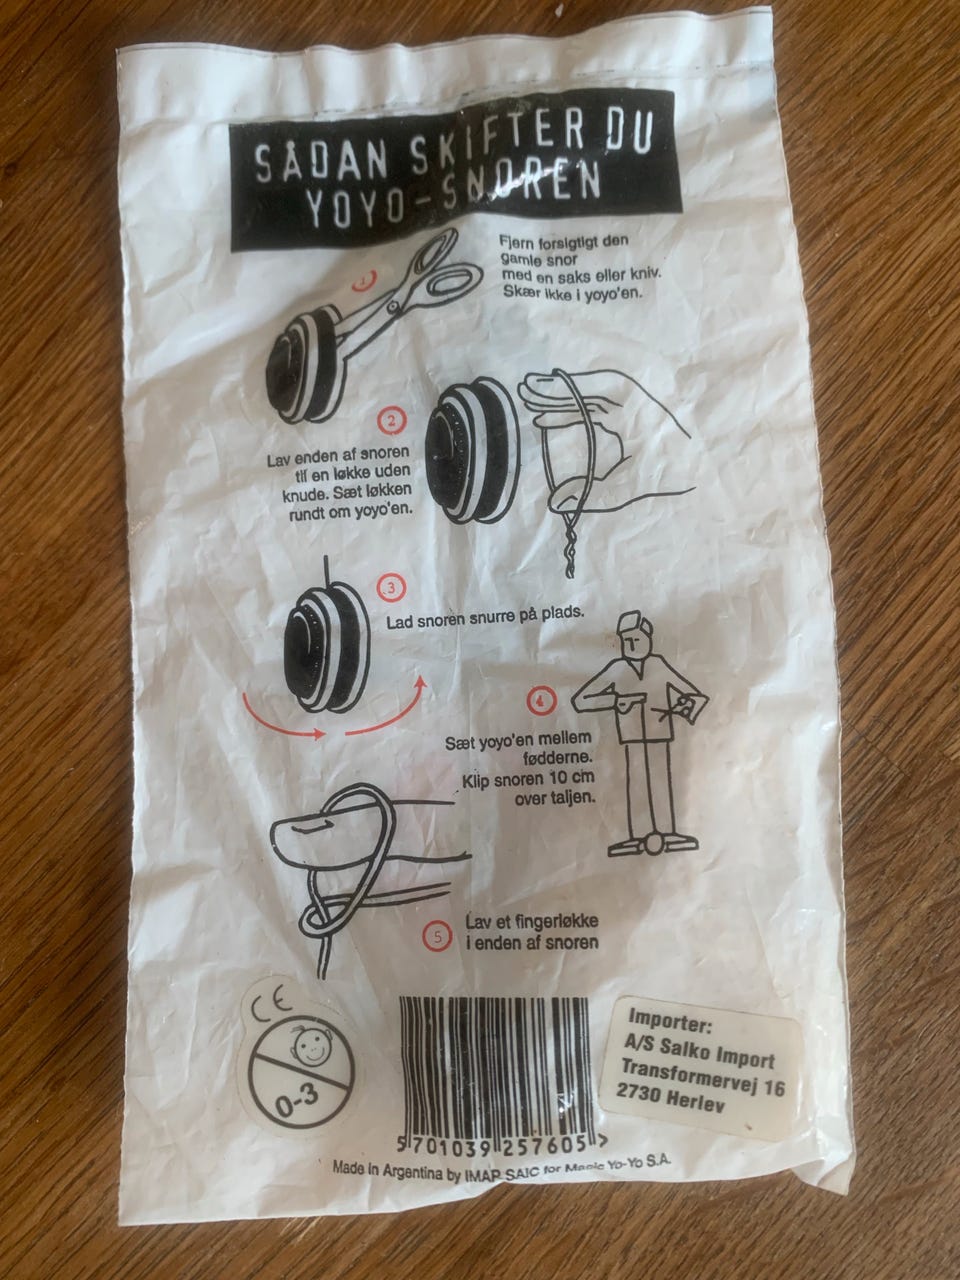 SÅDAN SKIFTER DU
YOYO-SNOREN
1
Fjern forsigtigt den
gamle snor
med en saks eller kniv.
Skær ikke i yoyo'en.
2
Lav enden af snoren
til en løkke uden
knude. Sæt løkken
rundt om yoyo'en.
3
Lad snoren snurre på plads.
4
Sæt yoyo'en mellem
fødderne.
Klip snoren 10 cm
over taljen.
5
Lav et fingerløkke
i enden af snoren
CE
0-3
5 701039 257605 >
Importer:
A/S Salko Import
Transformervej 16
2730 Herlev
Made in Argentina by IMAP SAIC for Magic Yo-Yo S.A.